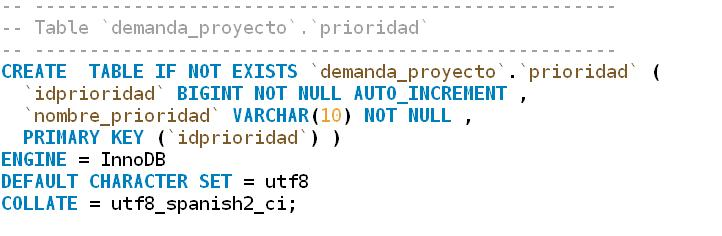 -- -----------------------------------------------------
-- Table `demanda_proyecto`.`prioridad`
-- -----------------------------------------------------
CREATE  TABLE IF NOT EXISTS `demanda_proyecto`.`prioridad` (
  `idprioridad` BIGINT NOT NULL AUTO_INCREMENT ,
  `nombre_prioridad` VARCHAR(10) NOT NULL ,
  PRIMARY KEY (`idprioridad`) )
ENGINE = InnoDB
DEFAULT CHARACTER SET = utf8
COLLATE = utf8_spanish2_ci;